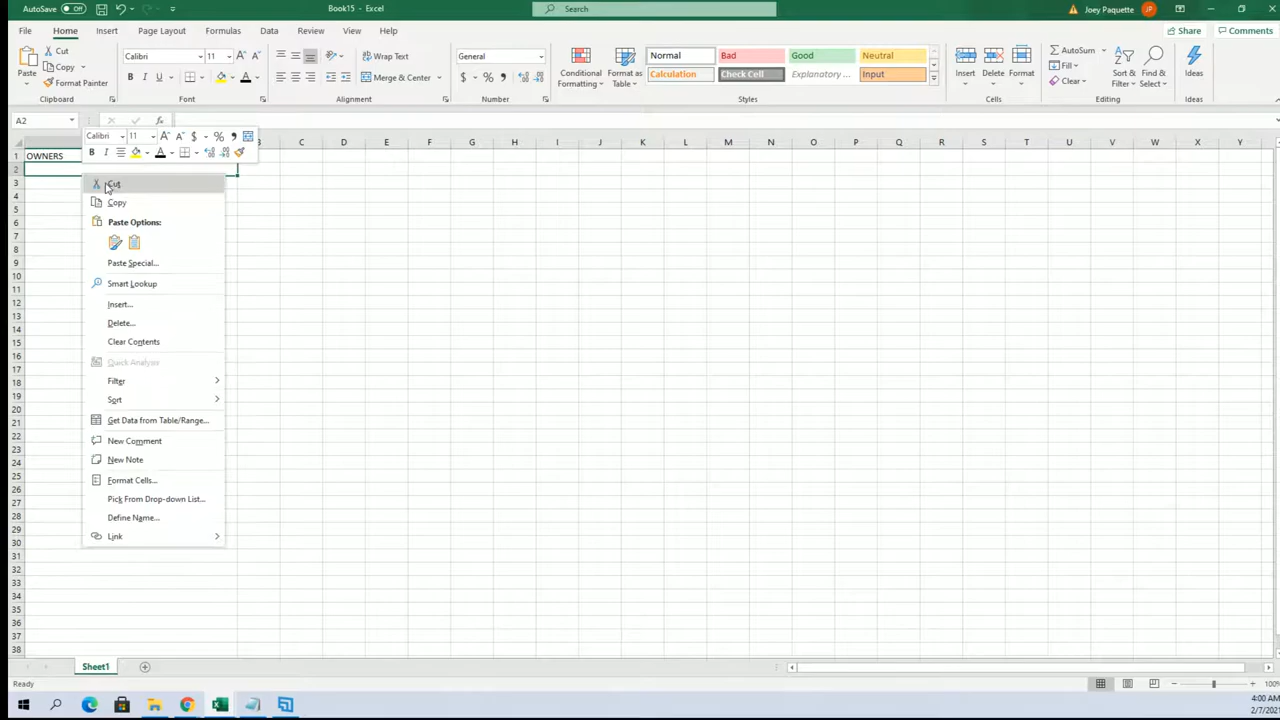 AutoSave Off Book15 - Excel Search Joey Paquette JP
File Home Insert Page Layout Formulas Data Review View Help Share Comments
Paste Cut Copy Format Painter
Clipboard
Calibri 11
B I U
Font
Wrap Text
Merge & Center
Alignment
General
$ % ,
Number
Conditional Formatting
Format as Table
Normal Bad Good Neutral
Calculation Check Cell Explanatory ... Input
Styles
Insert Delete Format
Cells
AutoSum
Fill
Clear
Sort & Filter
Find & Select
Editing
Ideas
Ideas
A2 fx
Calibri 11 A A $ % ,
B I A
C D E F G H J K L M N O P Q R S T U V W X Y
1 OWNERS
2
3
4
5
6
7
8
9
10
11
12
13
14
15
16
17
18
19
20
21
22
23
24
25
26
27
28
29
30
31
32
33
34
35
36
37
38
Cut
Copy
Paste Options:
Paste Special...
Smart Lookup
Insert...
Delete...
Clear Contents
Quick Analysis
Filter
Sort
Get Data from Table/Range...
New Comment
New Note
Format Cells...
Pick From Drop-down List...
Define Name...
Link
Sheet1
Ready 100%
4:00 AM